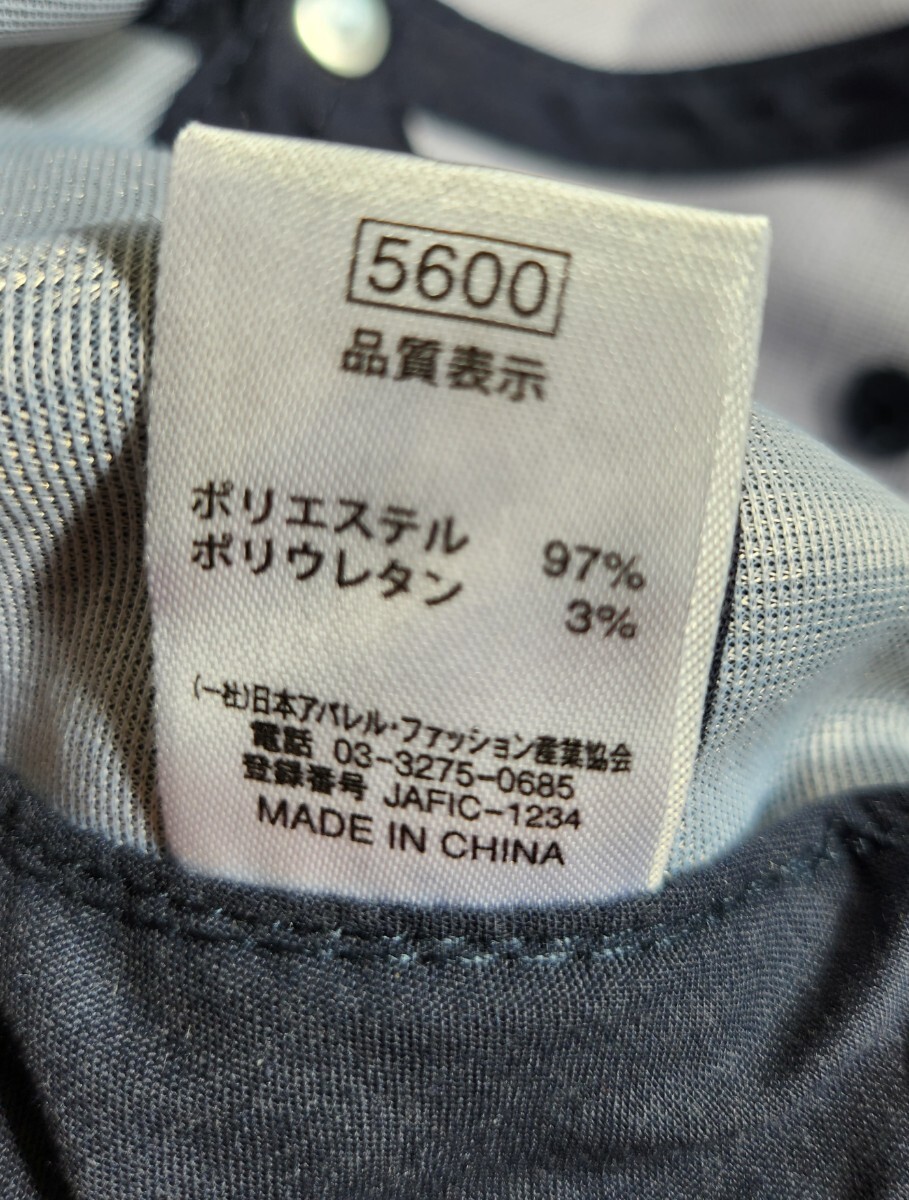 5600
品質表示
ポリエステル 97%
ポリウレタン 3%
(一社)日本アパレル・ファッション産業協会
電話 03-3275-0685
登録番号 JAFIC-1234
MADE IN CHINA